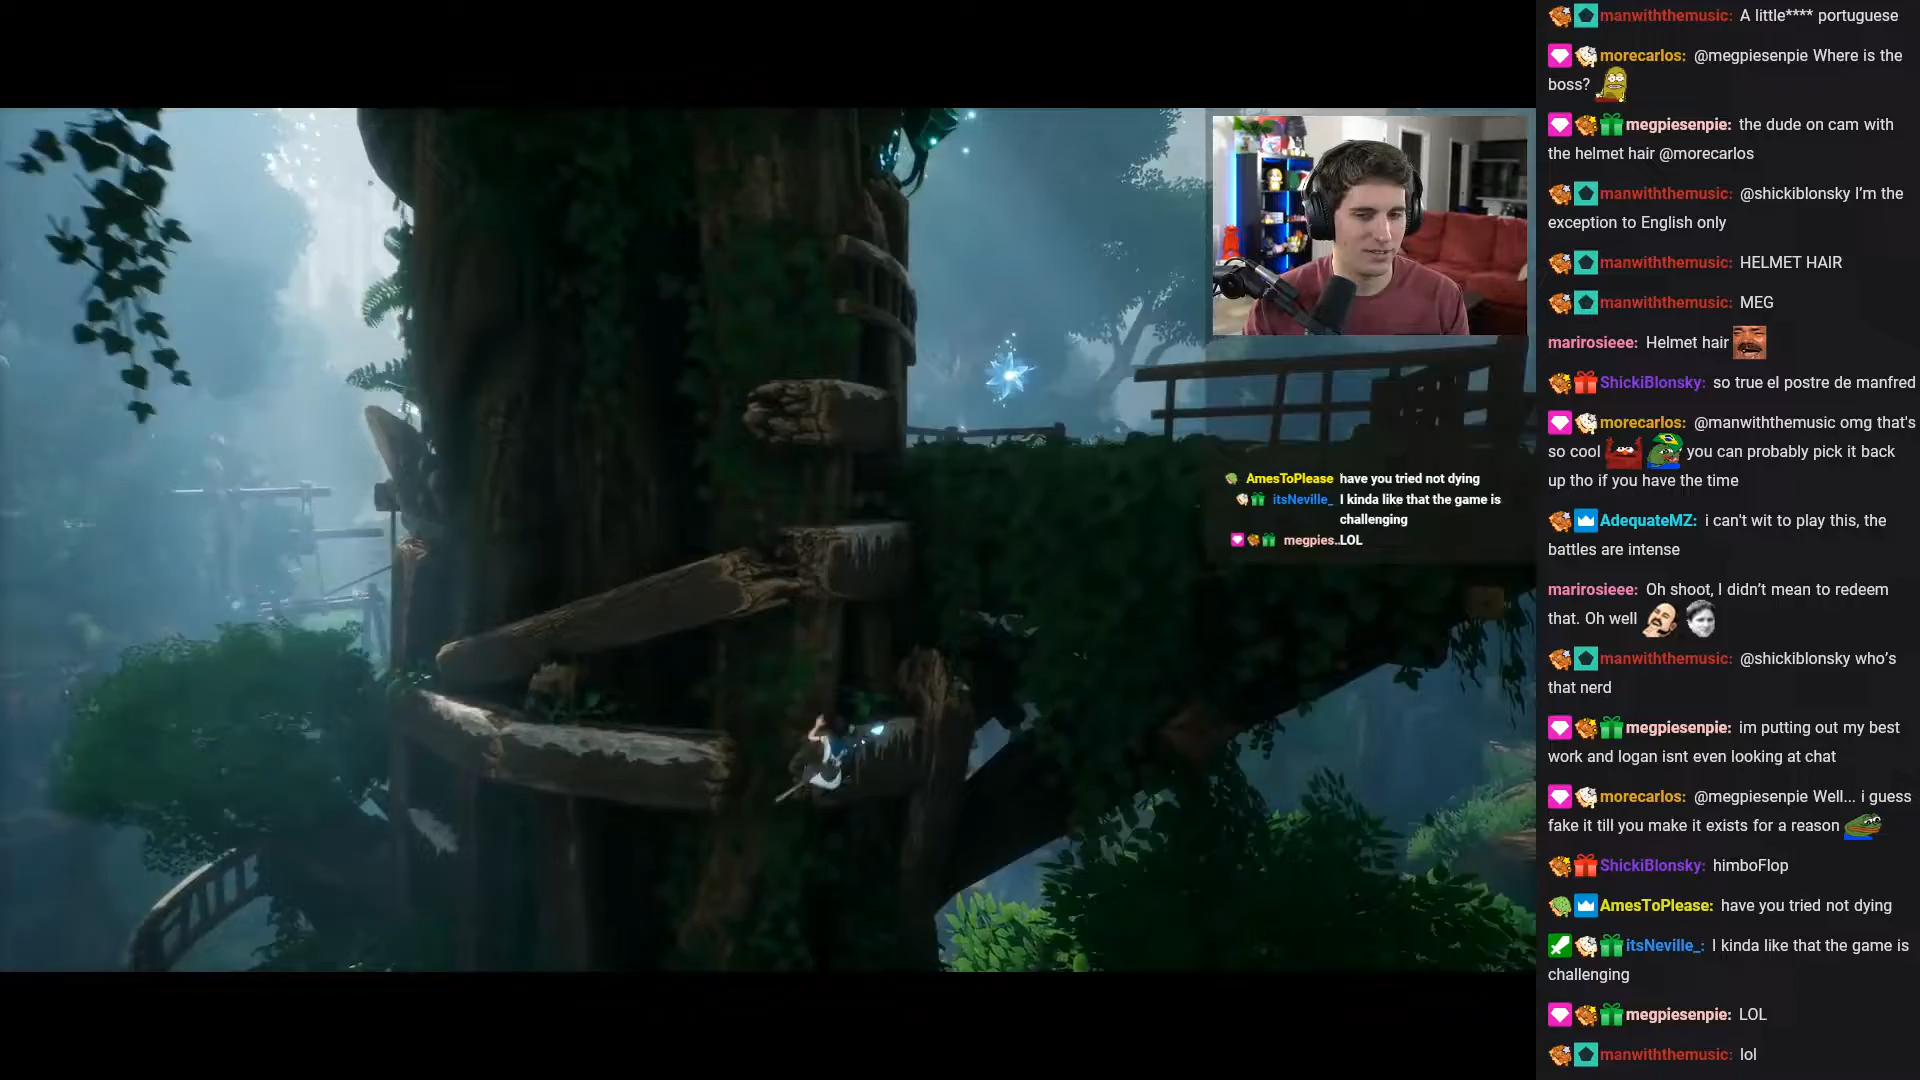 AmesToPlease have you tried not dying
itsNeville_ I kinda like that the game is
challenging
megpies..LOL
manwiththemusic: A little**** portuguese
morecarlos: @megpiesenpie Where is the
boss?
megpiesenpie: the dude on cam with
the helmet hair @morecarlos
manwiththemusic: @shickiblonsky I’m the
exception to English only
manwiththemusic: HELMET HAIR
manwiththemusic: MEG
marirosieee: Helmet hair
ShickiBlonsky: so true el postre de manfred
morecarlos: @manwiththemusic omg that's
so cool you can probably pick it back
up tho if you have the time
AdequateMZ: i can't wit to play this, the
battles are intense
marirosieee: Oh shoot, I didn’t mean to redeem
that. Oh well
manwiththemusic: @shickiblonsky who’s
that nerd
megpiesenpie: im putting out my best
work and logan isnt even looking at chat
morecarlos: @megpiesenpie Well... i guess
fake it till you make it exists for a reason
ShickiBlonsky: himboFlop
AmesToPlease: have you tried not dying
itsNeville_: I kinda like that the game is
challenging
megpiesenpie: LOL
manwiththemusic: lol